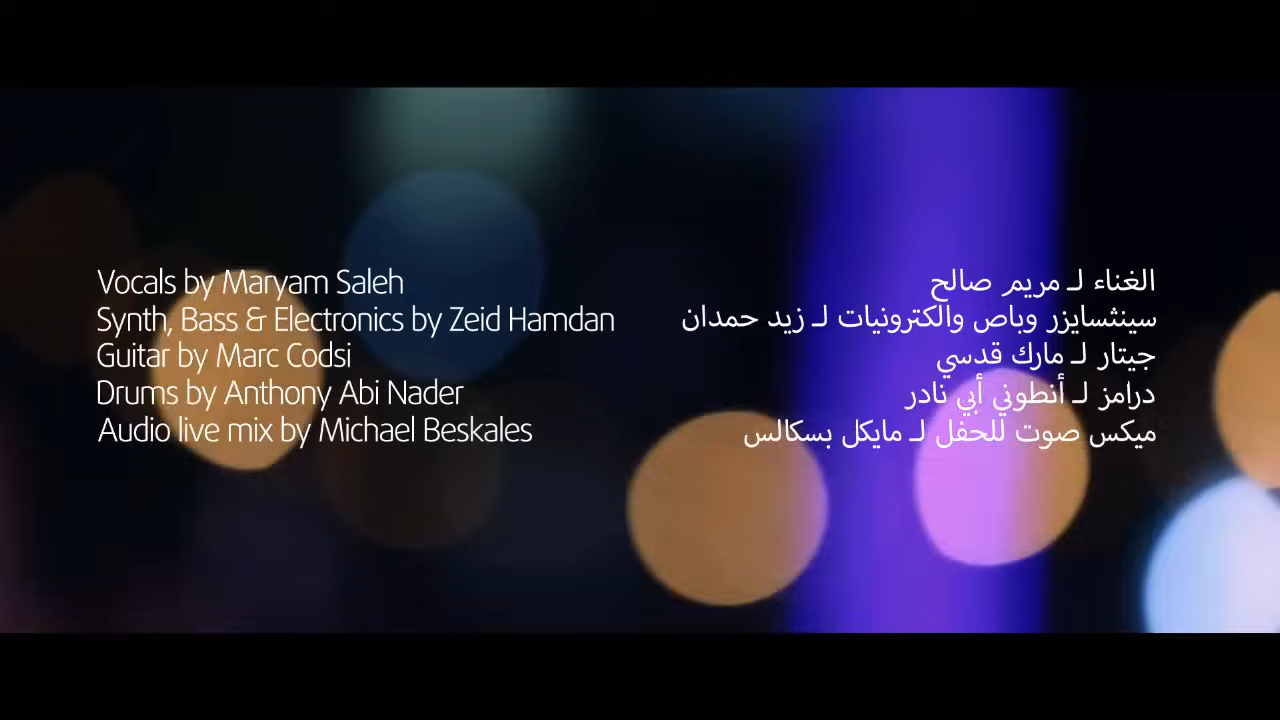 Vocals by Maryam Saleh
Synth, Bass & Electronics by Zeid Hamdan
Guitar by Marc Codsi
Drums by Anthony Abi Nader
Audio live mix by Michael Beskales
الغناء لـ مريم صالح
سينثسايزر وباص والكترونيات لـ زيد حمدان
جيتار لـ مارك قدسي
درامز لـ أنطوني أبي نادر
ميكس صوت للحفل لـ مايكل بسكالس